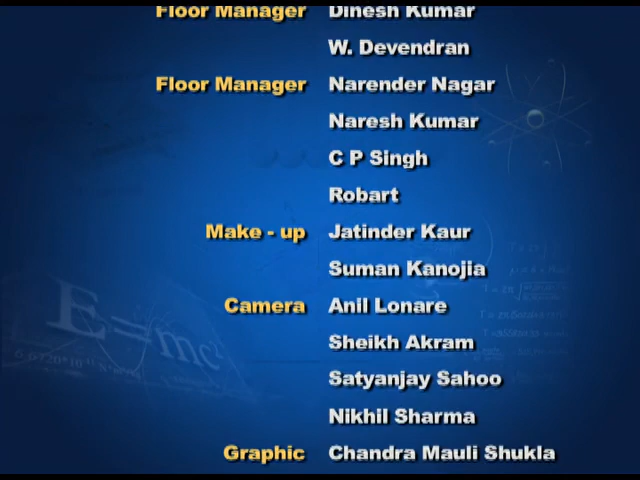 Floor Manager Dinesh Kumar
W. Devendran
Floor Manager Narender Nagar
Naresh Kumar
C P Singh
Robart
Make - up Jatinder Kaur
Suman Kanojia
Camera Anil Lonare
Sheikh Akram
Satyanjay Sahoo
Nikhil Sharma
Graphic Chandra Mauli Shukla
E=mc²